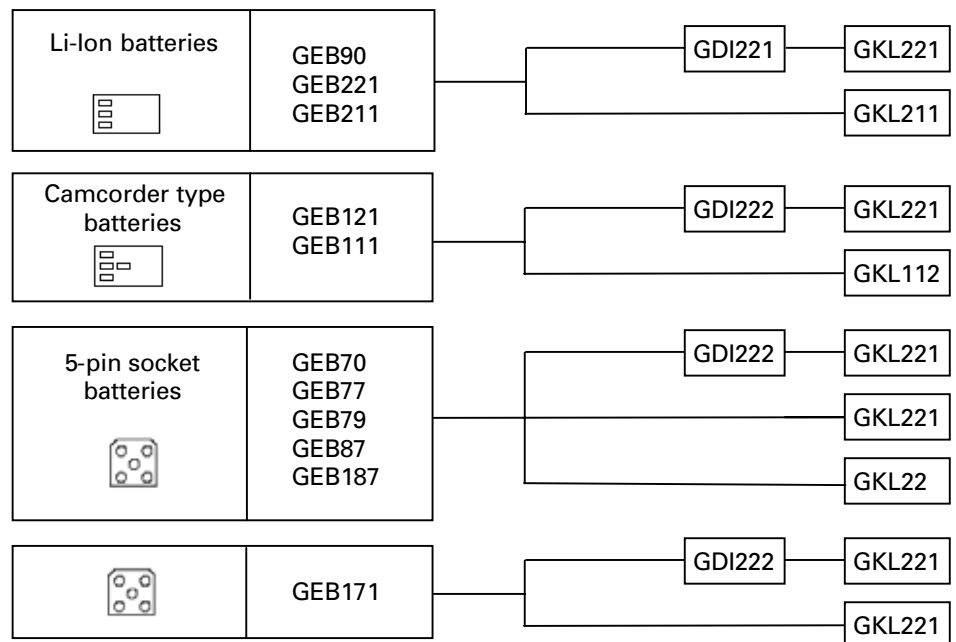 Li-Ion batteries
GEB90
GEB221
GEB211
GDI221
GKL221
GKL211
Camcorder type
batteries
GEB121
GEB111
GDI222
GKL221
GKL112
5-pin socket
batteries
GEB70
GEB77
GEB79
GEB87
GEB187
GDI222
GKL221
GKL221
GKL22
GEB171
GDI222
GKL221
GKL221